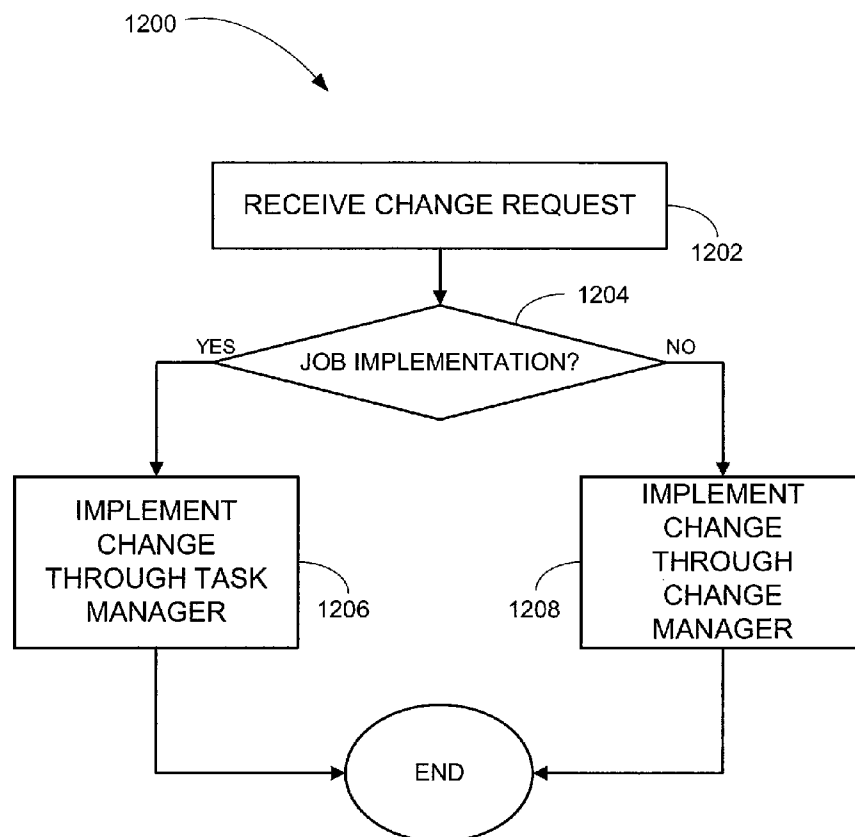 1200
RECEIVE CHANGE REQUEST
1202
1204
YES
JOB IMPLEMENTATION?
NO
IMPLEMENT
CHANGE
THROUGH TASK
MANAGER
1206
IMPLEMENT
CHANGE
THROUGH
CHANGE
MANAGER
1208
END